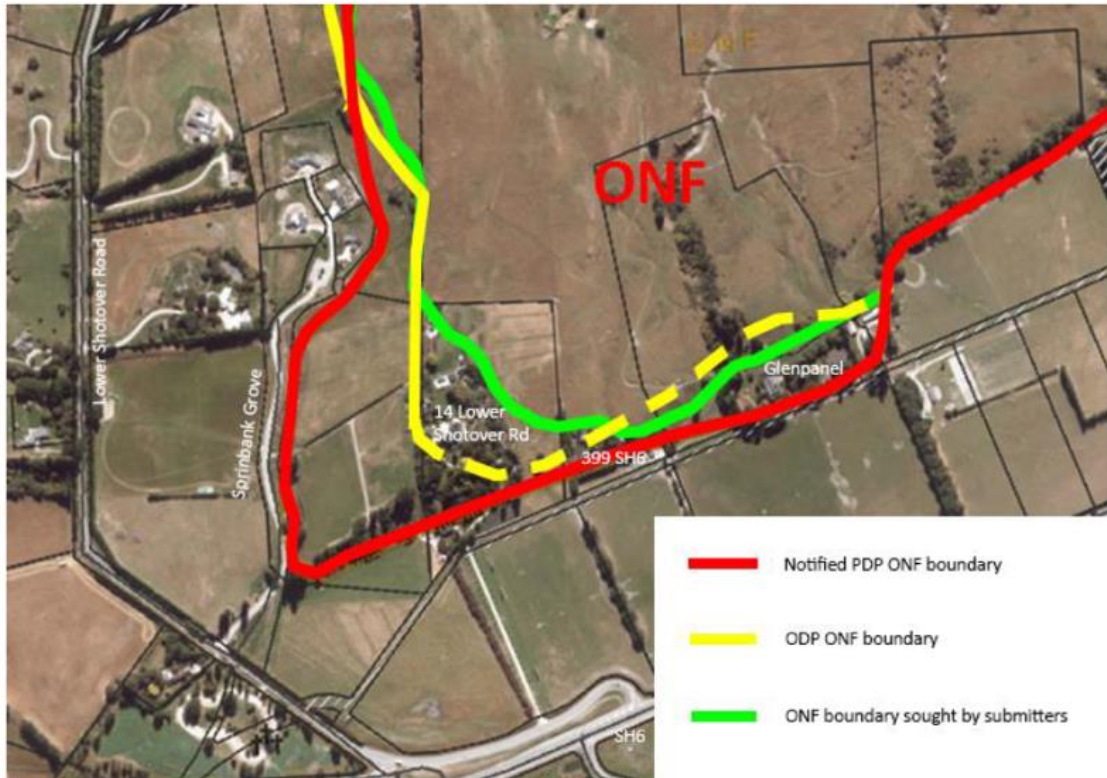 ONF
Lower Shotover Road
Sprinbank Grove
14 Lower
Shotover Rd
Glenpanel
399 SH6
SH6
Notified PDP ONF boundary
ODP ONF boundary
ONF boundary sought by submitters